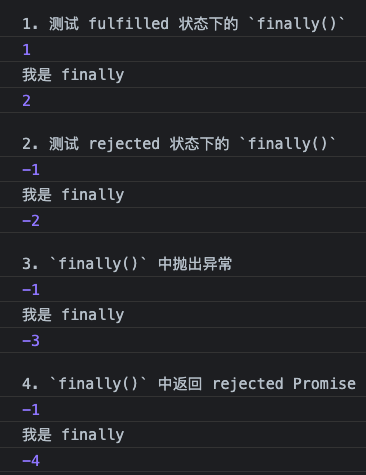 1. 测试 fulfilled 状态下的 `finally()`
1
我是 finally
2
2. 测试 rejected 状态下的 `finally()`
-1
我是 finally
-2
3. `finally()` 中抛出异常
-1
我是 finally
-3
4. `finally()` 中返回 rejected Promise
-1
我是 finally
-4